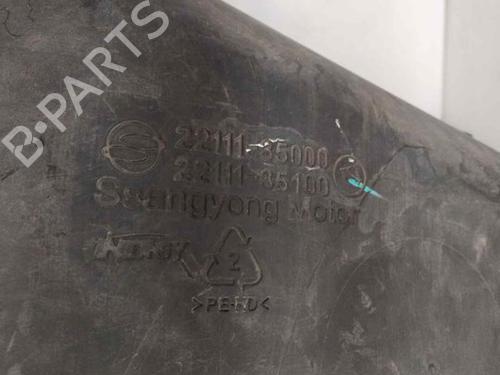 22111-35000
22111-35100
Ssangyong Motor
2
>PE-HD<
B-PARTS